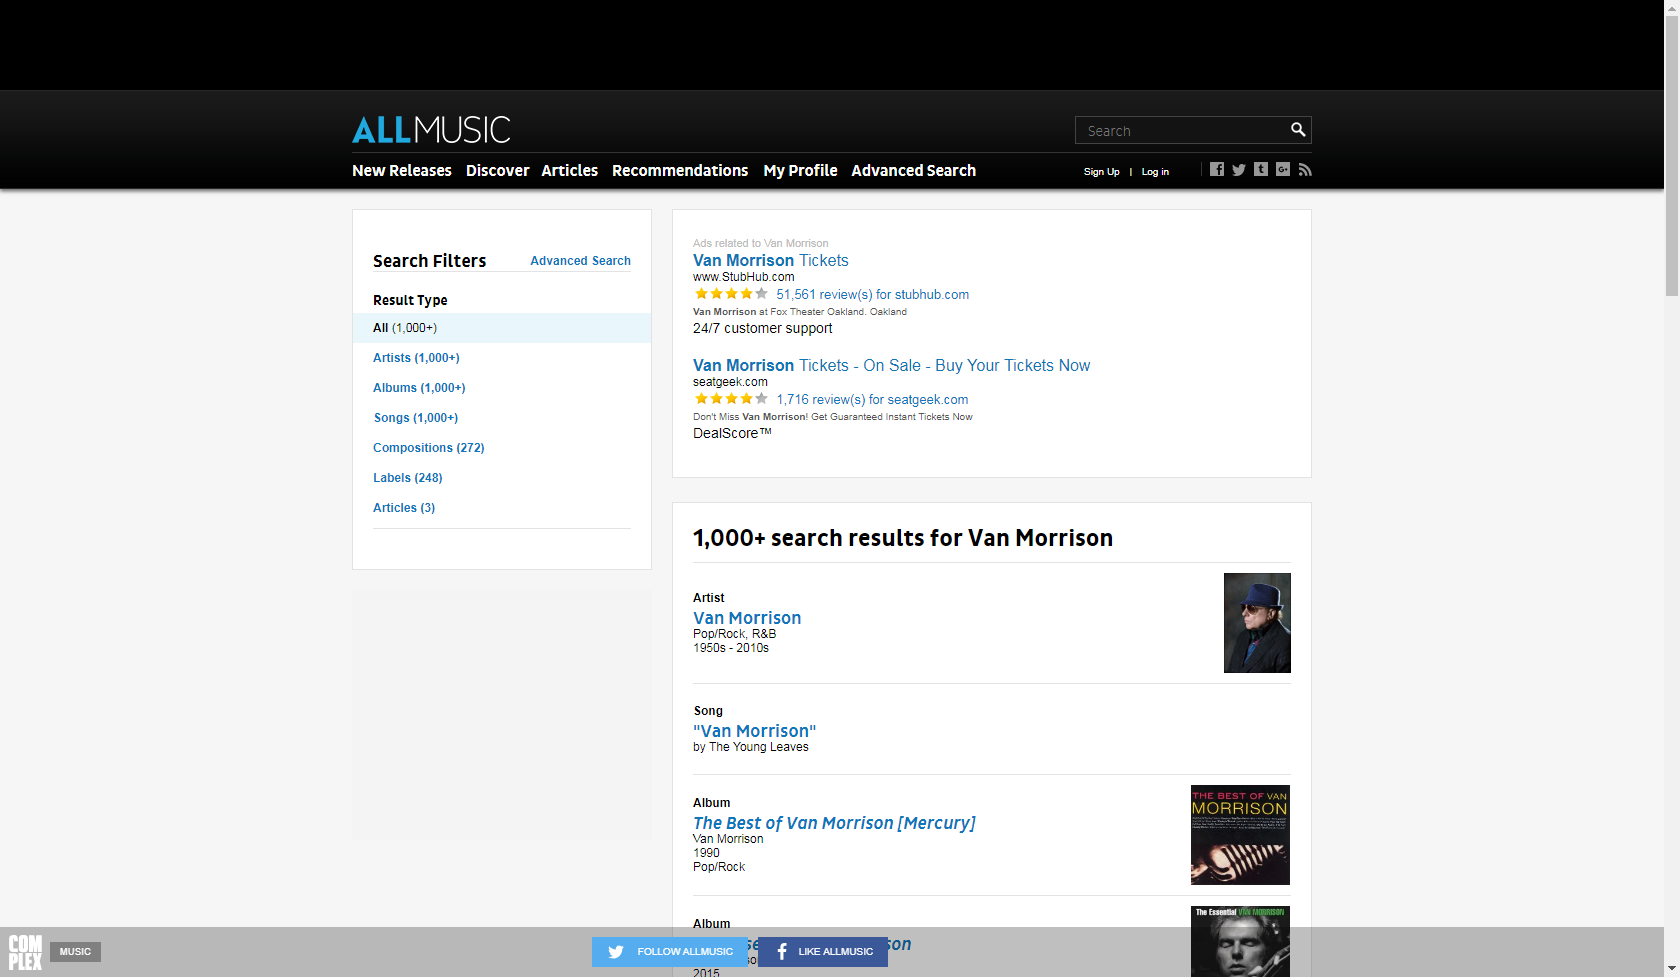 ALLMUSIC
Search
New Releases Discover Articles Recommendations My Profile Advanced Search
Sign Up | Log in
Search Filters
Advanced Search
Result Type
All (1,000+)
Artists (1,000+)
Albums (1,000+)
Songs (1,000+)
Compositions (272)
Labels (248)
Articles (3)
Ads related to Van Morrison
Van Morrison Tickets
www.StubHub.com
51,561 review(s) for stubhub.com
Van Morrison at Fox Theater Oakland. Oakland
24/7 customer support
Van Morrison Tickets - On Sale - Buy Your Tickets Now
seatgeek.com
1,716 review(s) for seatgeek.com
Don't Miss Van Morrison! Get Guaranteed Instant Tickets Now
DealScore™
1,000+ search results for Van Morrison
Artist
Van Morrison
Pop/Rock, R&B
1950s - 2010s
Song
"Van Morrison"
by The Young Leaves
Album
The Best of Van Morrison [Mercury]
Van Morrison
1990
Pop/Rock
THE BEST OF VAN
MORRISON
Album
2015
The Essential VAN MORRISON
COM
PLEX
MUSIC
FOLLOW ALLMUSIC
LIKE ALLMUSIC